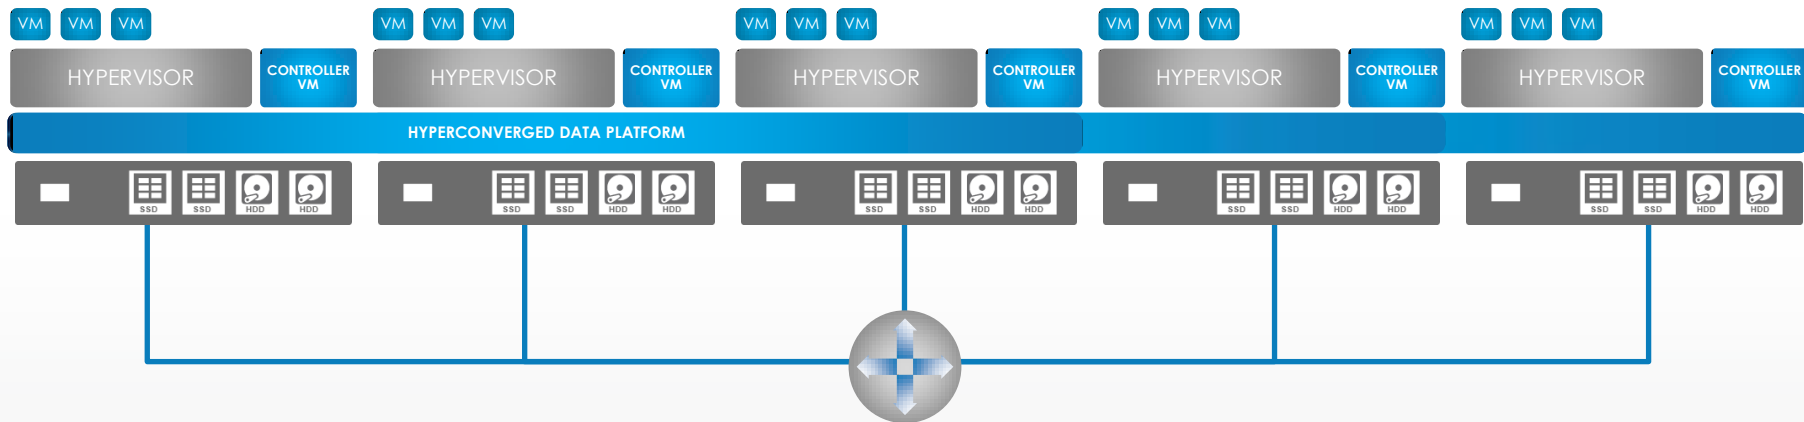 VM VM VM VM VM VM VM VM VM VM VM VM VM VM VM
HYPERVISOR CONTROLLER VM HYPERVISOR CONTROLLER VM HYPERVISOR CONTROLLER VM HYPERVISOR CONTROLLER VM HYPERVISOR CONTROLLER VM
HYPERCONVERGED DATA PLATFORM
SSD SSD HDD HDD SSD SSD HDD HDD SSD SSD HDD HDD SSD SSD HDD HDD SSD SSD HDD HDD